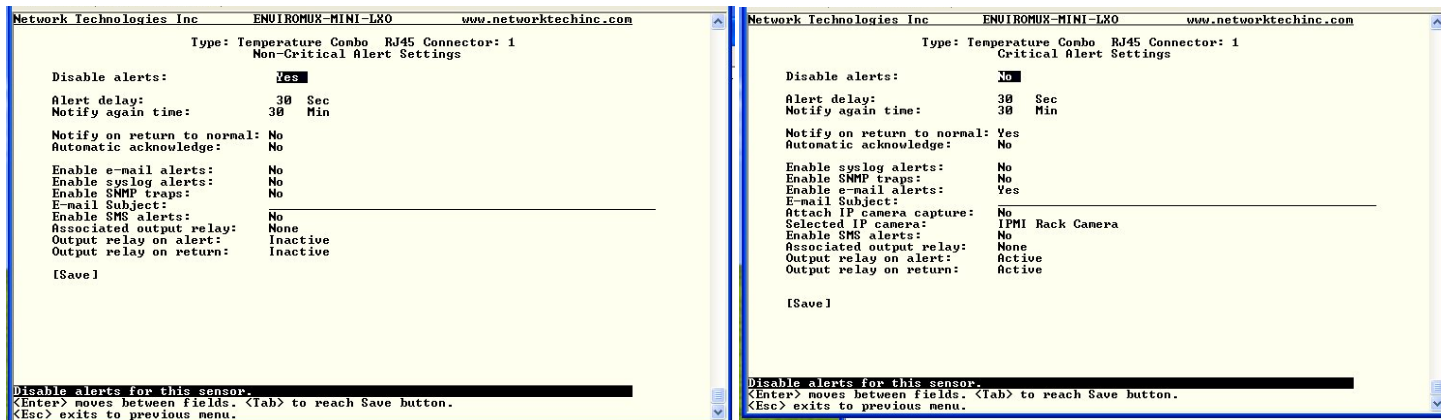 Network Technologies Inc ENVIROMUX-MINI-LXO www.networktechinc.com
Type: Temperature Combo RJ45 Connector: 1
Non-Critical Alert Settings
Disable alerts: Yes
Alert delay: 30 Sec
Notify again time: 30 Min
Notify on return to normal: No
Automatic acknowledge: No
Enable e-mail alerts: No
Enable syslog alerts: No
Enable SNMP traps: No
E-mail Subject:
Enable SMS alerts: No
Associated output relay: None
Output relay on alert: Inactive
Output relay on return: Inactive
[Save]
Disable alerts for this sensor.
<Enter> moves between fields. <Tab> to reach Save button.
<Esc> exits to previous menu.
Network Technologies Inc ENVIROMUX-MINI-LXO www.networktechinc.com
Type: Temperature Combo RJ45 Connector: 1
Critical Alert Settings
Disable alerts: No
Alert delay: 30 Sec
Notify again time: 30 Min
Notify on return to normal: Yes
Automatic acknowledge: No
Enable syslog alerts: No
Enable SNMP traps: No
Enable e-mail alerts: Yes
E-mail Subject:
Attach IP camera capture: No
Selected IP camera: IPMI Rack Camera
Enable SMS alerts: No
Associated output relay: None
Output relay on alert: Active
Output relay on return: Active
[Save]
Disable alerts for this sensor.
<Enter> moves between fields. <Tab> to reach Save button.
<Esc> exits to previous menu.